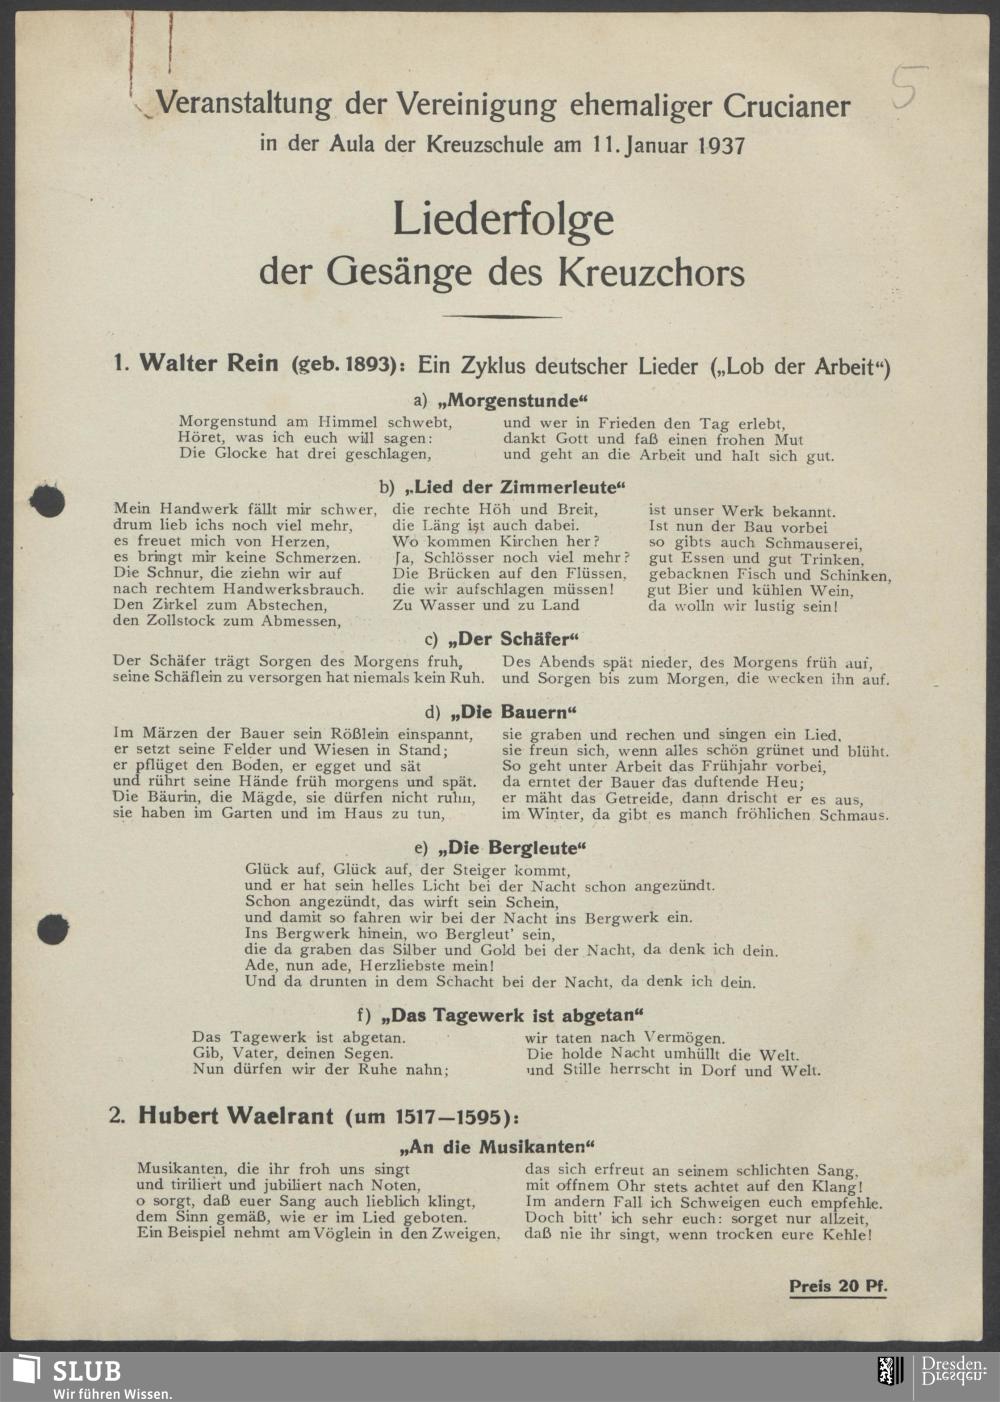 5
Veranstaltung der Vereinigung ehemaliger Crucianer
in der Aula der Kreuzschule am 11. Januar 1937
Liederfolge
der Gesänge des Kreuzchors
1. Walter Rein (geb. 1893): Ein Zyklus deutscher Lieder („Lob der Arbeit“)
a) „Morgenstunde“
Morgenstund am Himmel schwebt,
Höret, was ich euch will sagen:
Die Glocke hat drei geschlagen,
und wer in Frieden den Tag erlebt,
dankt Gott und faß einen frohen Mut
und geht an die Arbeit und halt sich gut.
b) „Lied der Zimmerleute“
Mein Handwerk fällt mir schwer,
drum lieb ichs noch viel mehr,
es freuet mich von Herzen,
es bringt mir keine Schmerzen.
Die Schnur, die ziehn wir auf
nach rechtem Handwerksbrauch.
Den Zirkel zum Abstechen,
den Zollstock zum Abmessen,
die rechte Höh und Breit,
die Läng ist auch dabei.
Wo kommen Kirchen her?
Ja, Schlösser noch viel mehr?
Die Brücken auf den Flüssen,
die wir aufschlagen müssen!
Zu Wasser und zu Land
ist unser Werk bekannt.
Ist nun der Bau vorbei
so gibts auch Schmauserei,
gut Essen und gut Trinken,
gebacknen Fisch und Schinken,
gut Bier und kühlen Wein,
da wolln wir lustig sein!
c) „Der Schäfer“
Der Schäfer trägt Sorgen des Morgens fruh,
seine Schäflein zu versorgen hat niemals kein Ruh.
Des Abends spät nieder, des Morgens früh auf,
und Sorgen bis zum Morgen, die wecken ihn auf.
d) „Die Bauern“
Im Märzen der Bauer sein Rößlein einspannt,
er setzt seine Felder und Wiesen in Stand;
er pflüget den Boden, er egget und sät
und rührt seine Hände früh morgens und spät.
Die Bäurin, die Mägde, sie dürfen nicht ruhn,
sie haben im Garten und im Haus zu tun,
sie graben und rechen und singen ein Lied,
sie freun sich, wenn alles schön grünet und blüht.
So geht unter Arbeit das Frühjahr vorbei,
da erntet der Bauer das duftende Heu;
er mäht das Getreide, dann drischt er es aus,
im Winter, da gibt es manch fröhlichen Schmaus.
e) „Die Bergleute“
Glück auf, Glück auf, der Steiger kommt,
und er hat sein helles Licht bei der Nacht schon angezündt.
Schon angezündt, das wirft sein Schein,
und damit so fahren wir bei der Nacht ins Bergwerk ein.
Ins Bergwerk hinein, wo Bergleut' sein,
die da graben das Silber und Gold bei der Nacht, da denk ich dein.
Ade, nun ade, Herzliebste mein!
Und da drunten in dem Schacht bei der Nacht, da denk ich dein.
f) „Das Tagewerk ist abgetan“
Das Tagewerk ist abgetan.
Gib, Vater, deinen Segen.
Nun dürfen wir der Ruhe nahn;
wir taten nach Vermögen.
Die holde Nacht umhüllt die Welt.
und Stille herrscht in Dorf und Welt.
2. Hubert Waelrant (um 1517—1595):
„An die Musikanten“
Musikanten, die ihr froh uns singt
und tiriliert und jubiliert nach Noten,
o sorgt, daß euer Sang auch lieblich klingt,
dem Sinn gemäß, wie er im Lied geboten.
Ein Beispiel nehmt am Vöglein in den Zweigen,
das sich erfreut an seinem schlichten Sang,
mit offnem Ohr stets achtet auf den Klang!
Im andern Fall ich Schweigen euch empfehle.
Doch bitt' ich sehr euch: sorget nur allzeit,
daß nie ihr singt, wenn trocken eure Kehle!
Preis 20 Pf.
SLUB
Wir führen Wissen.
Dresden.
Dresden.